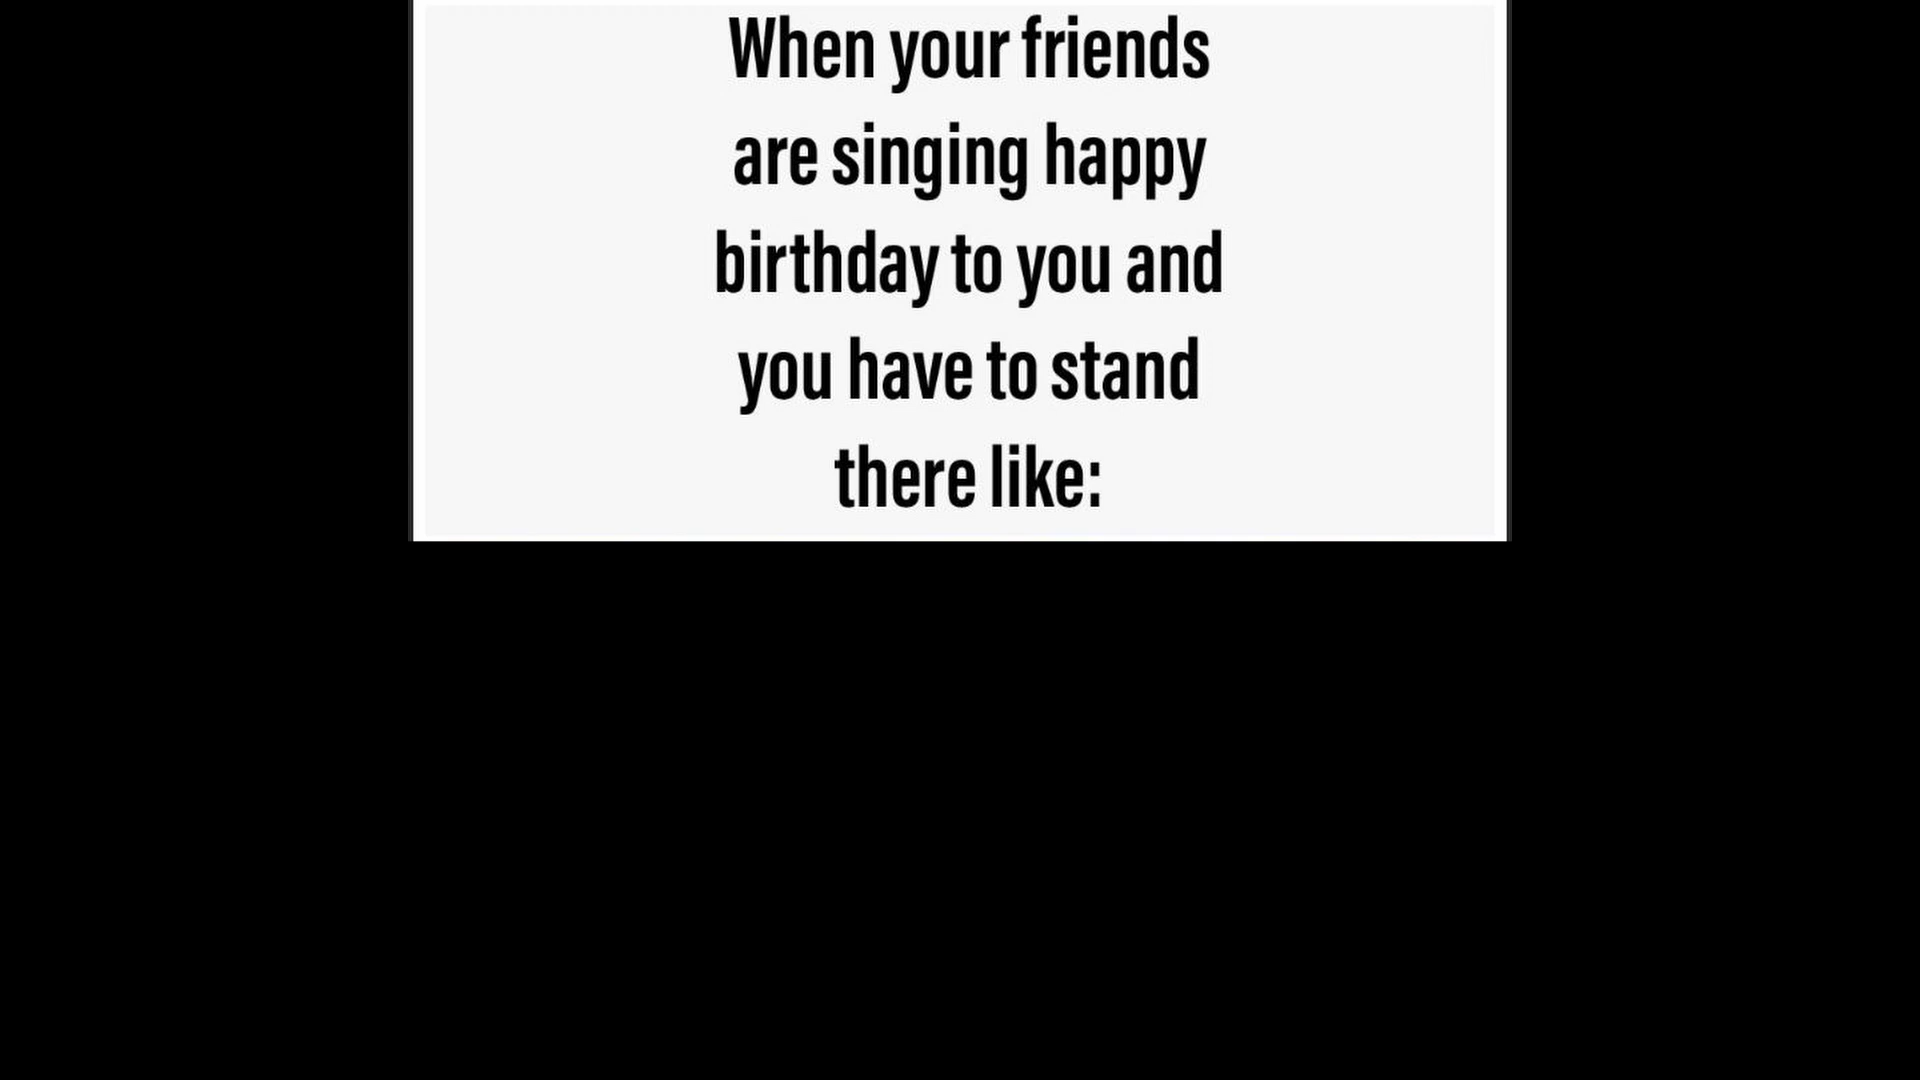 When your friends
are singing happy
birthday to you and
you have to stand
there like: